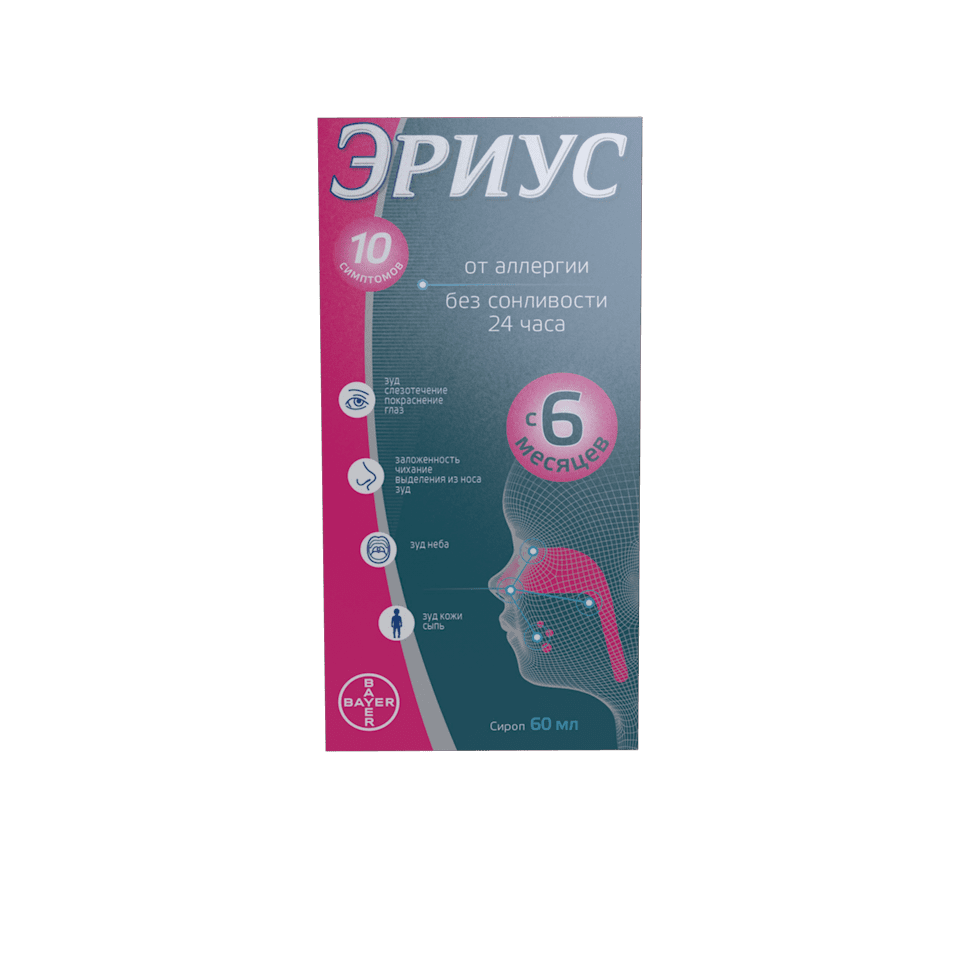 ЭРИУС
10
СИМПТОМОВ
от аллергии
без сонливости
24 часа
зуд
слезотечение
покраснение
глаз
с 6
месяцев
заложенность
чихание
выделения из носа
зуд
зуд неба
зуд кожи
сыпь
BAYER
BAYER
Сироп 60 мл